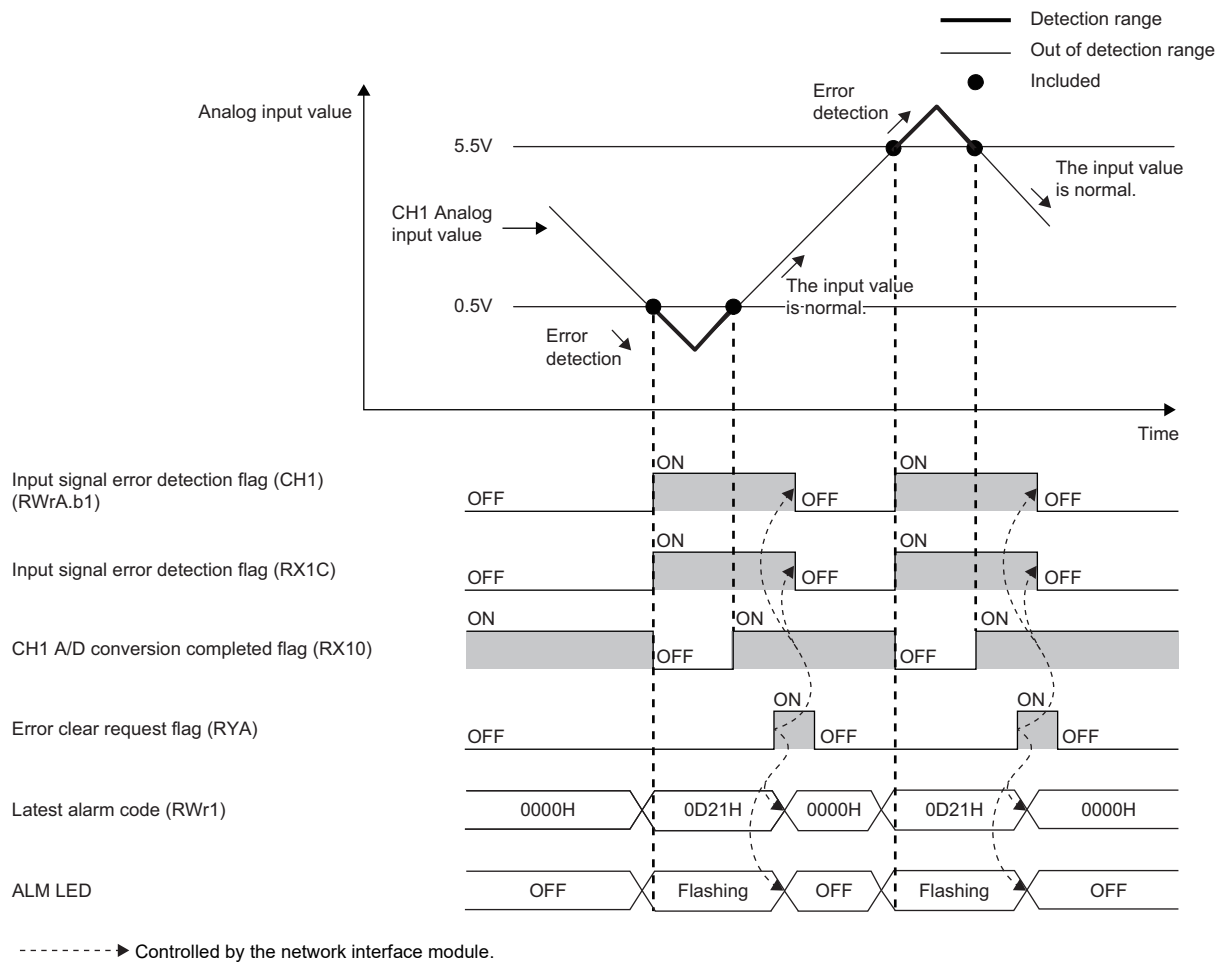 Detection range
Out of detection range
Included
Analog input value
Error
detection
5.5V
The input value
is normal.
CH1 Analog
input value
The input value
is normal.
0.5V
Error
detection
Time
Input signal error detection flag (CH1)
(RWrA.b1)
OFF ON OFF ON OFF
Input signal error detection flag (RX1C)
OFF ON OFF ON OFF
CH1 A/D conversion completed flag (RX10)
ON OFF ON OFF ON
Error clear request flag (RYA)
OFF ON OFF ON OFF
Latest alarm code (RWr1)
0000H 0D21H 0000H 0D21H 0000H
ALM LED
OFF Flashing OFF Flashing OFF
Controlled by the network interface module.